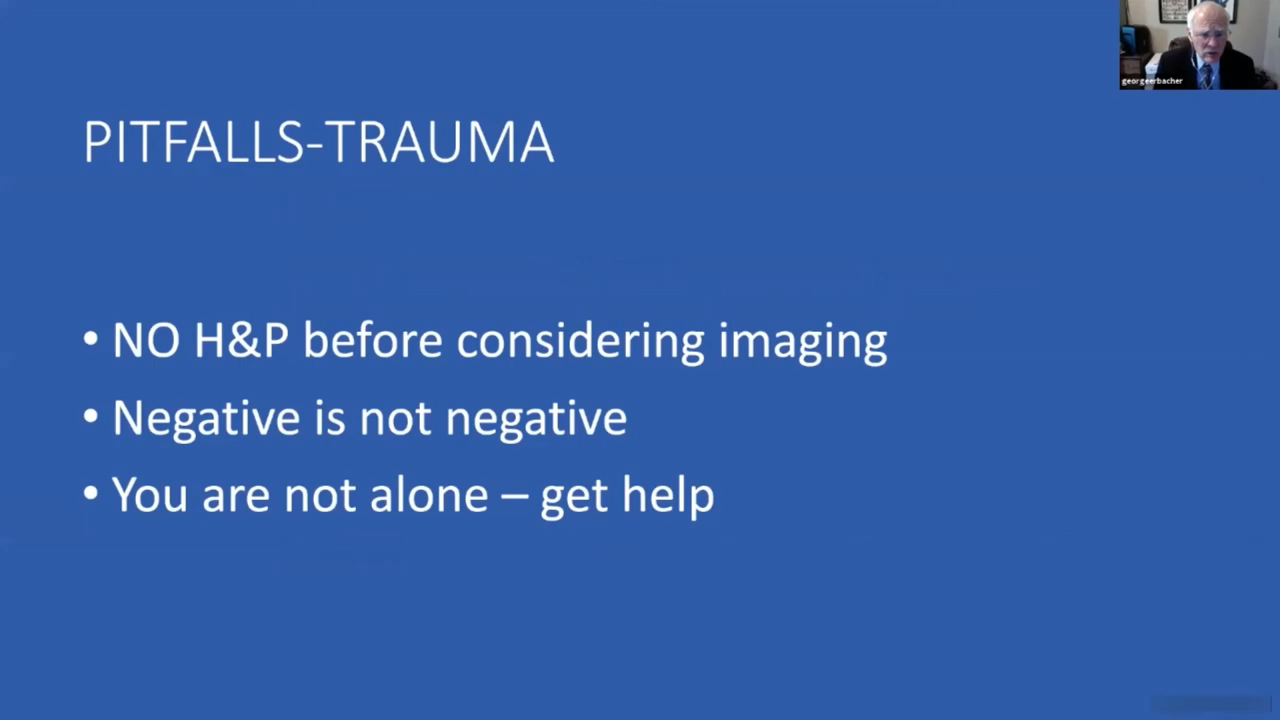 georgeerbacher
PITFALLS-TRAUMA
• NO H&P before considering imaging
• Negative is not negative
• You are not alone – get help